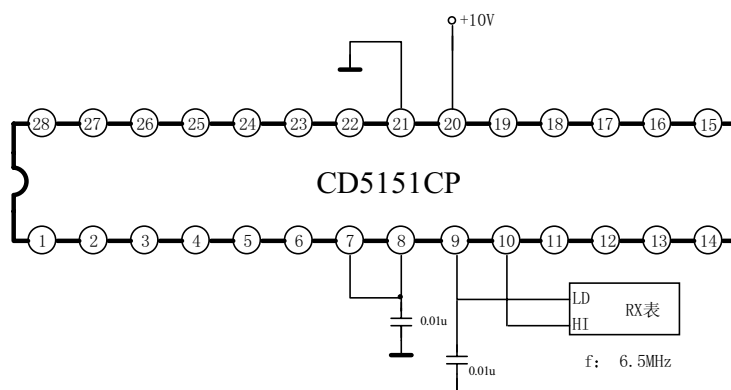 +10V
28 27 26 25 24 23 22 21 20 19 18 17 16 15
CD5151CP
1 2 3 4 5 6 7 8 9 10 11 12 13 14
LD
RX表
HI
0.01u
0.01u
f: 6.5MHz